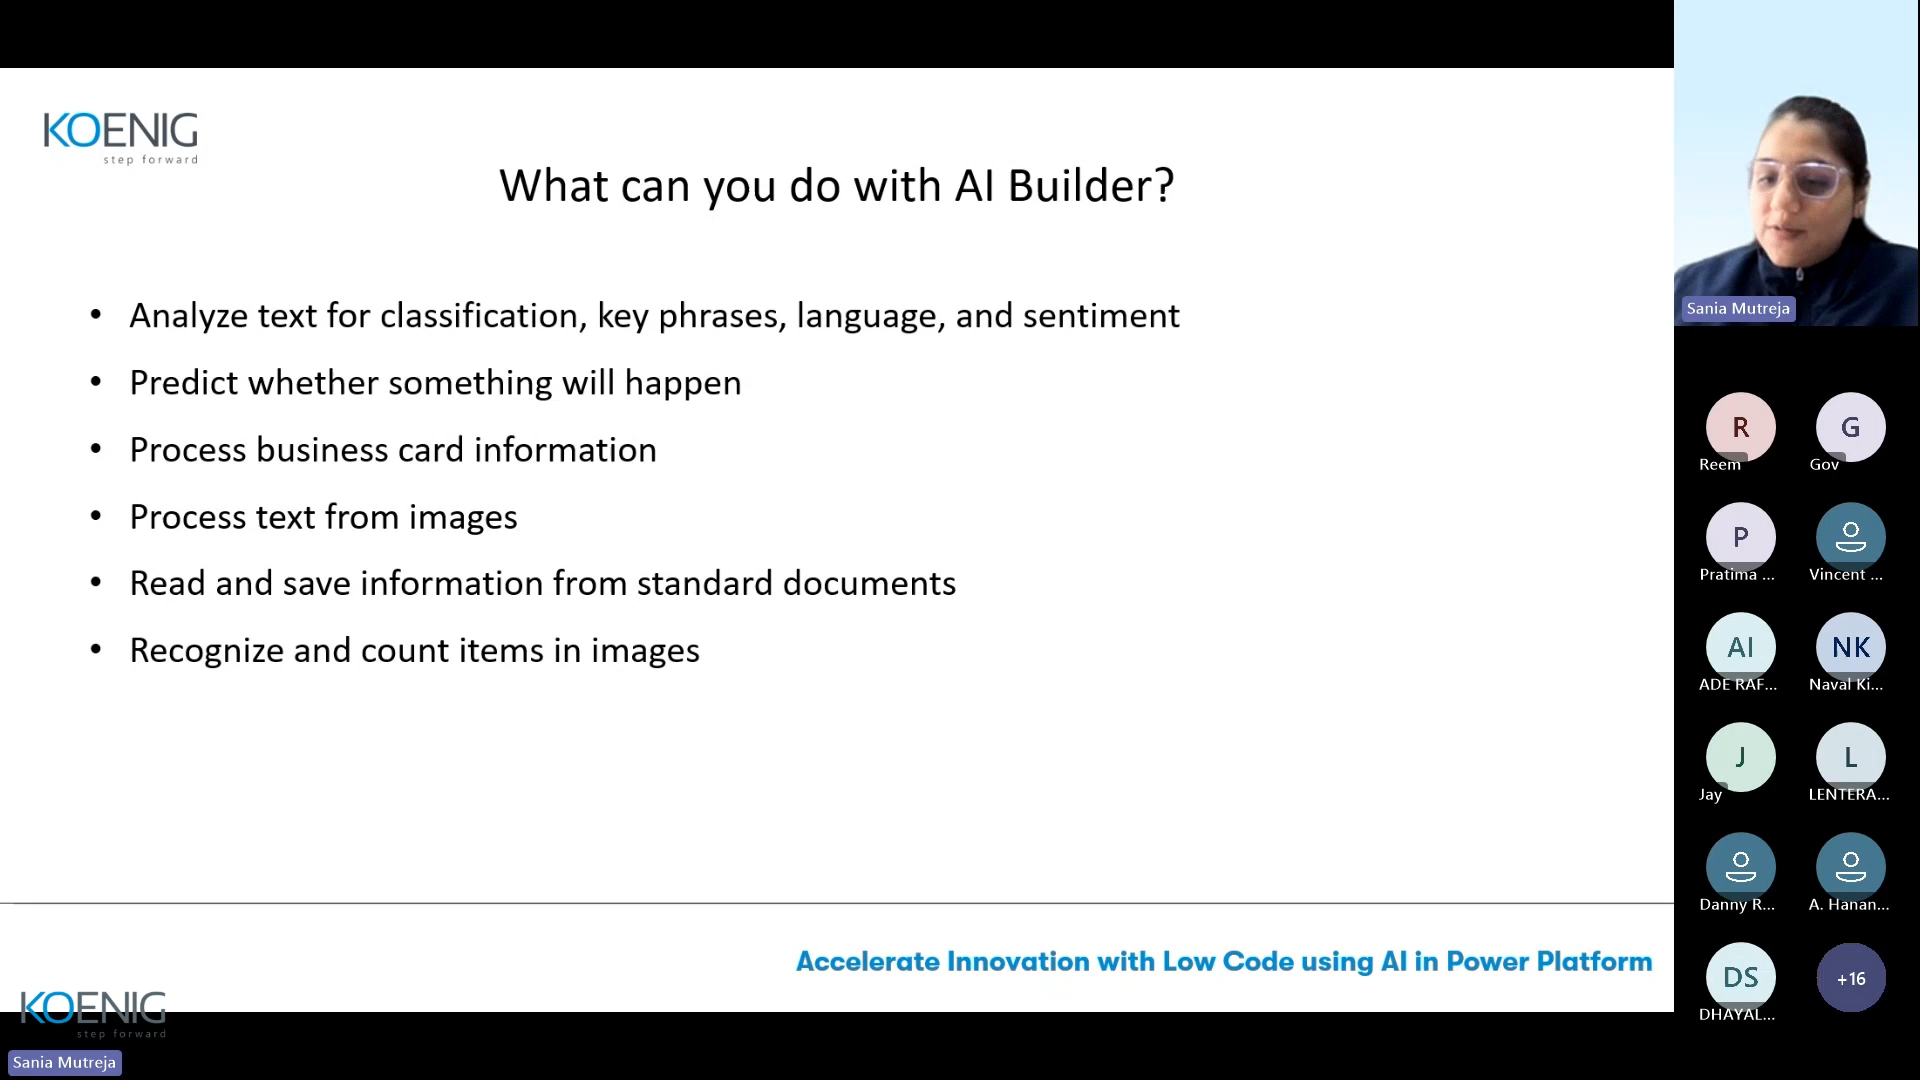 KOENIG
step forward
What can you do with AI Builder?
• Analyze text for classification, key phrases, language, and sentiment
• Predict whether something will happen
• Process business card information
• Process text from images
• Read and save information from standard documents
• Recognize and count items in images
Accelerate Innovation with Low Code using AI in Power Platform
KOENIG
step forward
Sania Mutreja
Sania Mutreja
R
G
Reem
Gov
P
Pratima ...
Vincent ...
AI
NK
ADE RAF...
Naval Ki...
J
L
Jay
LENTERA...
Danny R...
A. Hanan...
DS
+16
DHAYAL...